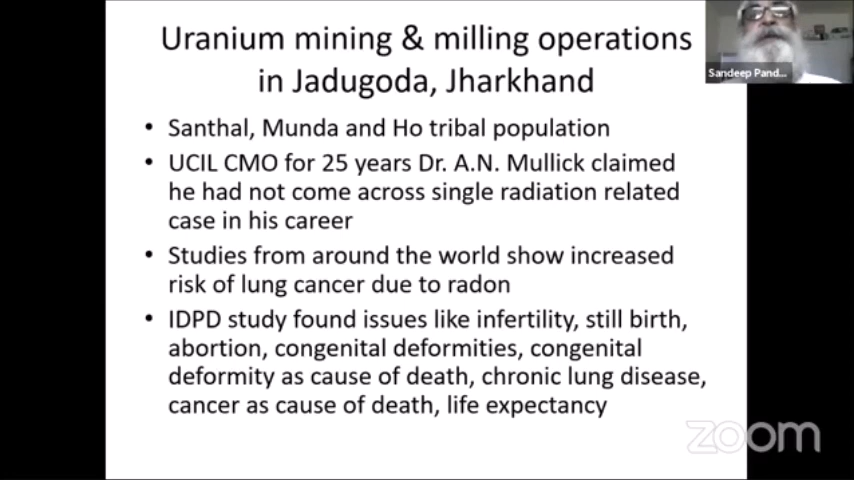 Uranium mining & milling operations
in Jadugoda, Jharkhand
• Santhal, Munda and Ho tribal population
• UCIL CMO for 25 years Dr. A.N. Mullick claimed
he had not come across single radiation related
case in his career
• Studies from around the world show increased
risk of lung cancer due to radon
• IDPD study found issues like infertility, still birth,
abortion, congenital deformities, congenital
deformity as cause of death, chronic lung disease,
cancer as cause of death, life expectancy
Sandeep Pand...
zoom